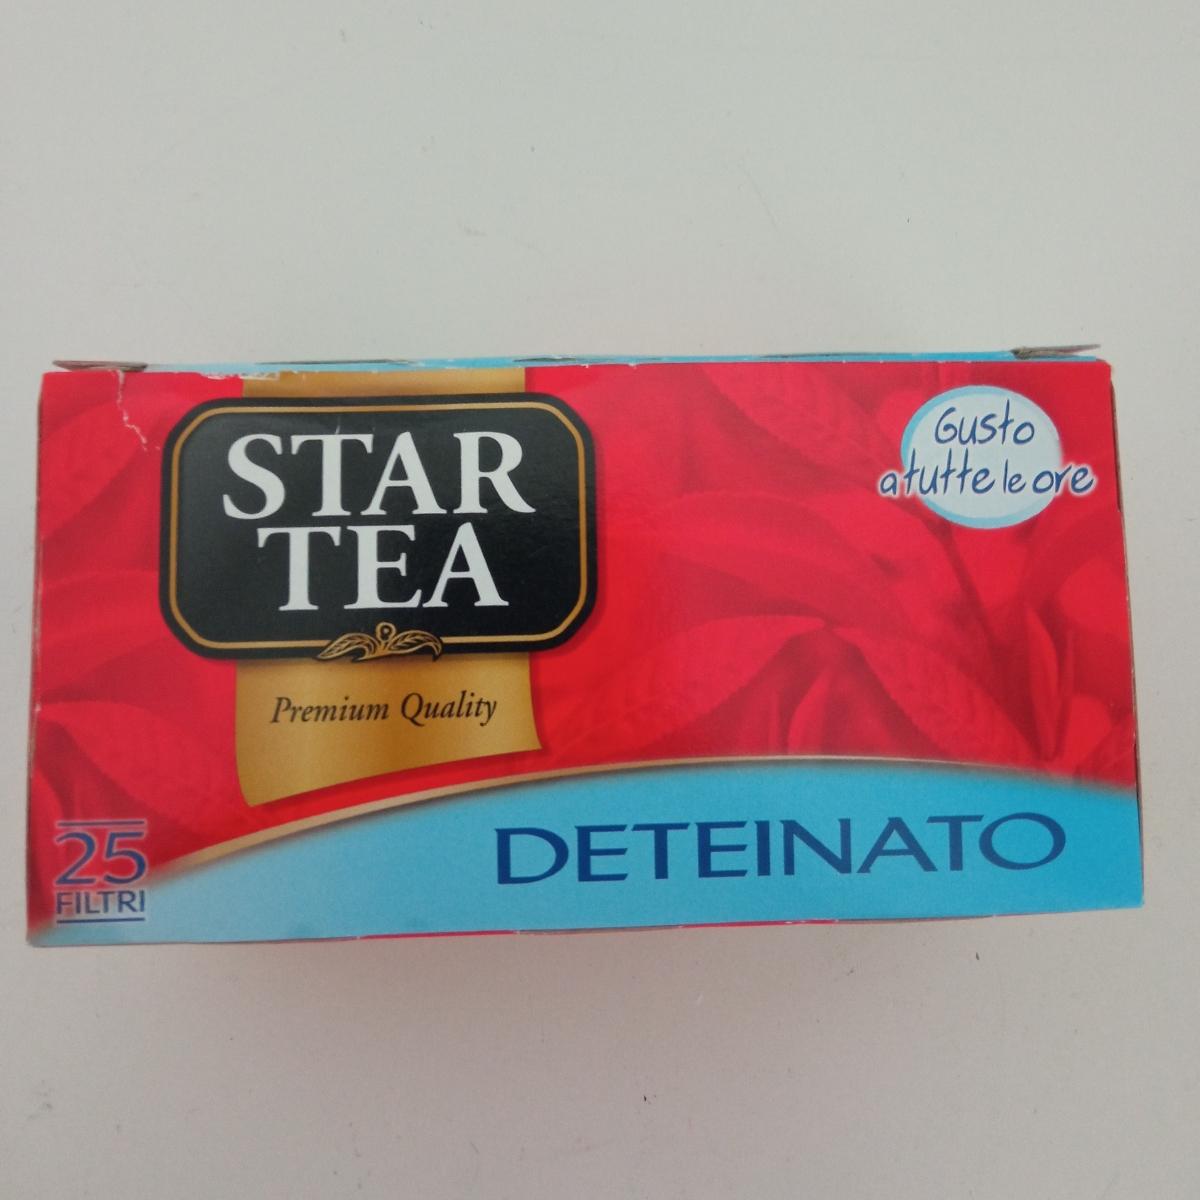 STAR
TEA
Premium Quality
Gusto
a tutte le ore
25
FILTRI
DETEINATO